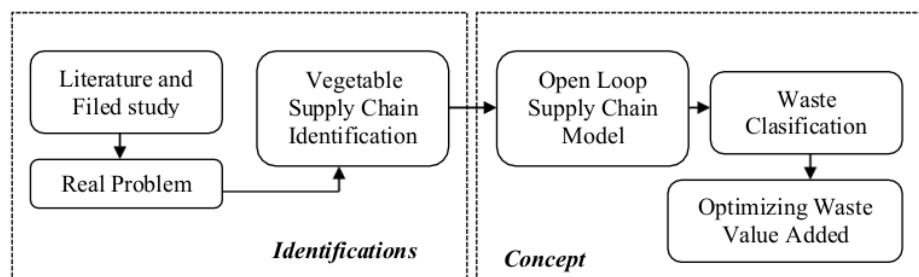 Literature and
Filed study
Real Problem
Vegetable
Supply Chain
Identification
Identifications
Open Loop
Supply Chain
Model
Waste
Clasification
Optimizing Waste
Value Added
Concept